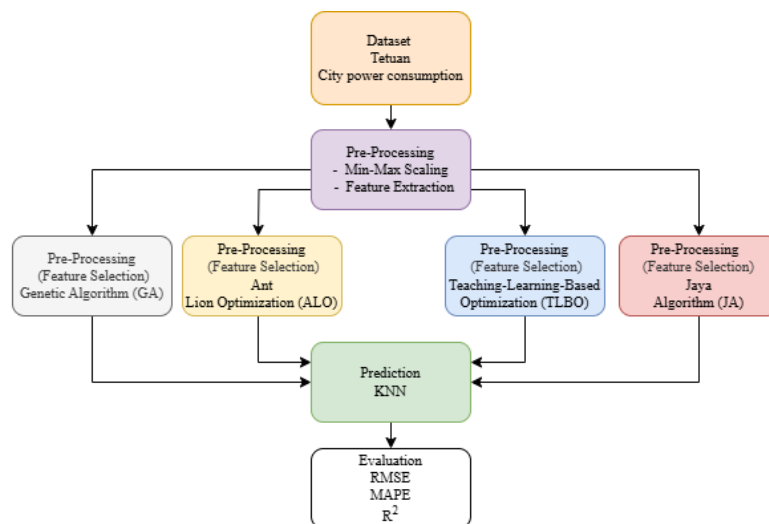 Dataset
Tetuan
City power consumption
Pre-Processing
- Min-Max Scaling
- Feature Extraction
Pre-Processing
(Feature Selection)
Genetic Algorithm (GA)
Pre-Processing
(Feature Selection)
Ant
Lion Optimization (ALO)
Pre-Processing
(Feature Selection)
Teaching-Learning-Based
Optimization (TLBO)
Pre-Processing
(Feature Selection)
Jaya
Algorithm (JA)
Prediction
KNN
Evaluation
RMSE
MAPE
R²